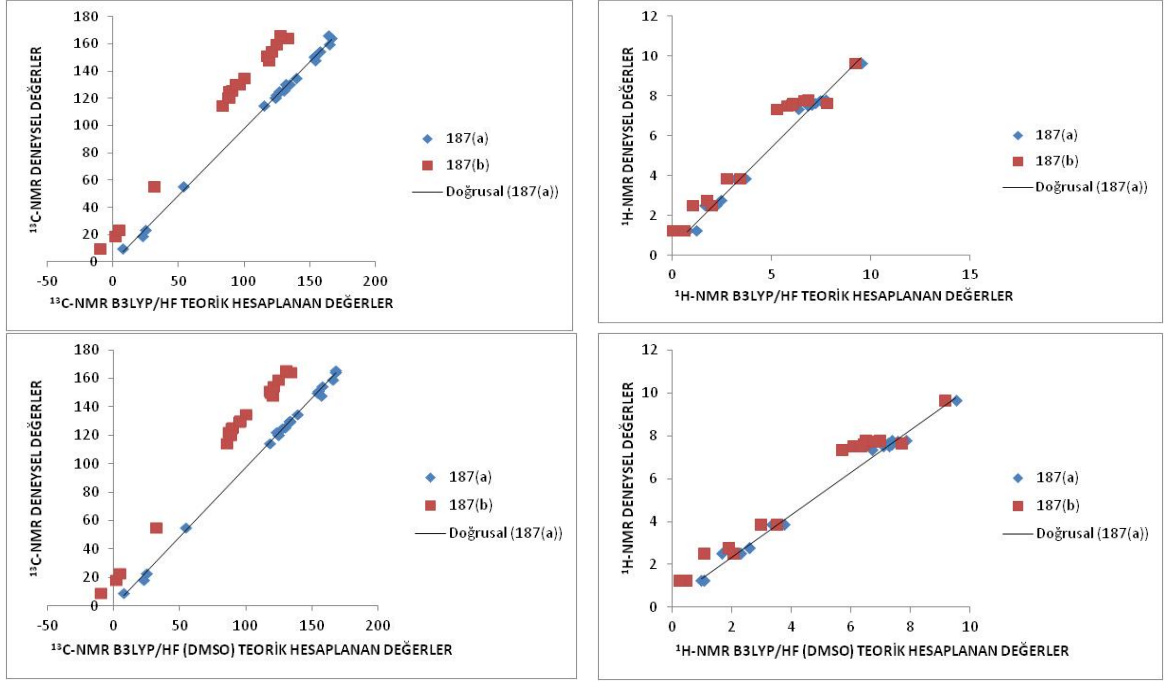 ¹³C-NMR DENEYSEL DEĞERLER
180
160
140
120
100
80
60
40
20
0
-50 0 50 100 150 200
¹³C-NMR B3LYP/HF TEORİK HESAPLANAN DEĞERLER
187(a)
187(b)
Doğrusal (187(a))
¹H-NMR DENEYSEL DEĞERLER
12
10
8
6
4
2
0
0 5 10 15
¹H-NMR B3LYP/HF TEORİK HESAPLANAN DEĞERLER
187(a)
187(b)
Doğrusal (187(a))
¹³C-NMR DENEYSEL DEĞERLER
180
160
140
120
100
80
60
40
20
0
-50 0 50 100 150 200
¹³C-NMR B3LYP/HF (DMSO) TEORİK HESAPLANAN DEĞERLER
187(a)
187(b)
Doğrusal (187(a))
¹H-NMR DENEYSEL DEĞERLER
12
10
8
6
4
2
0
0 2 4 6 8 10
¹H-NMR B3LYP/HF (DMSO) TEORİK HESAPLANAN DEĞERLER
187(a)
187(b)
Doğrusal (187(a))